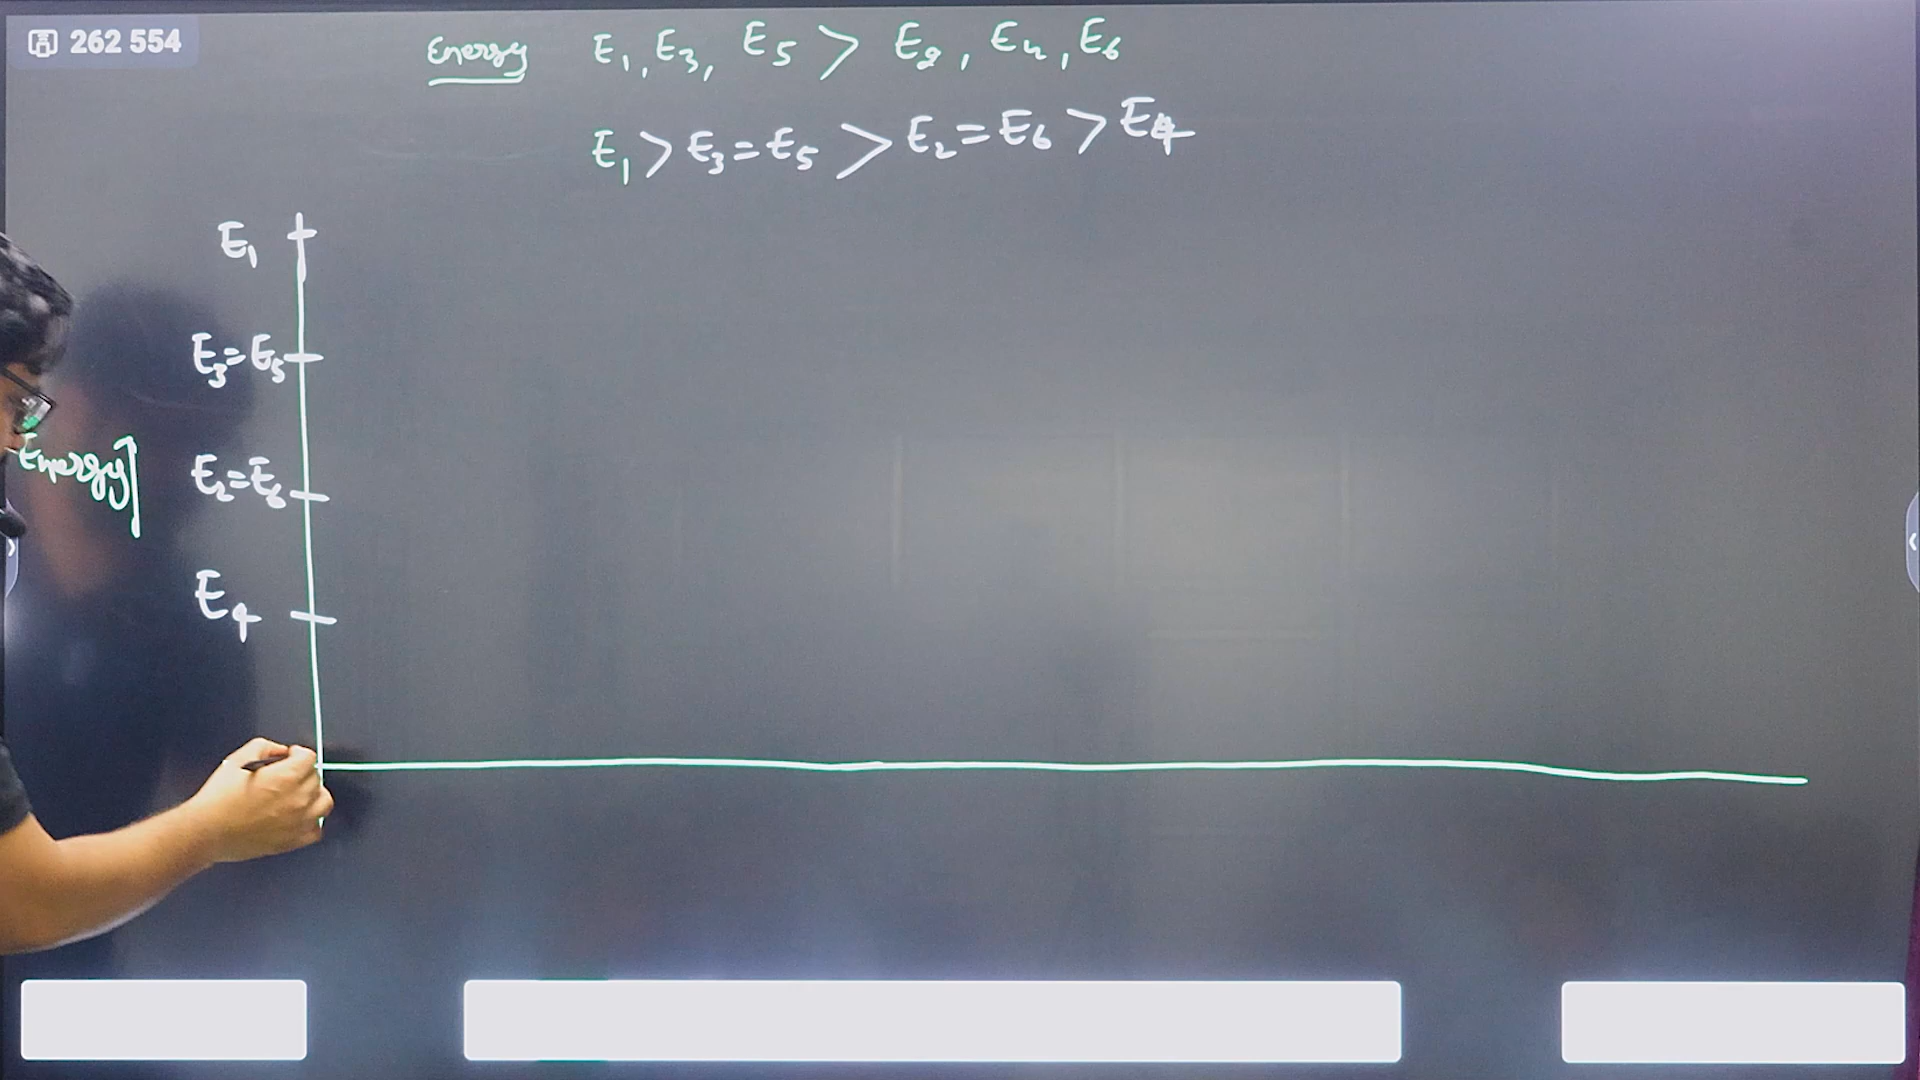 262 554
Energy E₁, E₃, E₅ > E₂, E₄, E₆
E₁ > E₃ = E₅ > E₂ = E₆ > E₄
E₁
E₃ = E₅
Energy
E₂ = E₆
E₄